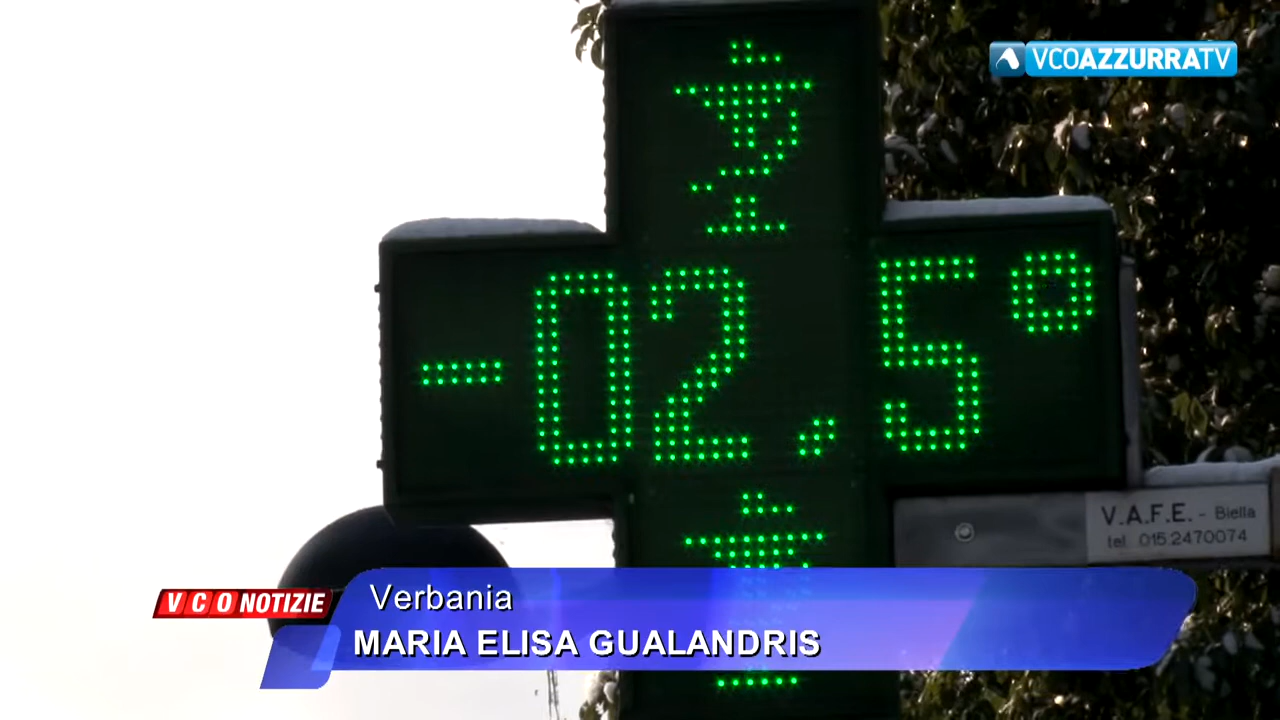 VCOAZZURRATV
-02.5°
V.A.F.E. - Biella
tel. 015 2470074
VCO NOTIZIE
Verbania
MARIA ELISA GUALANDRIS